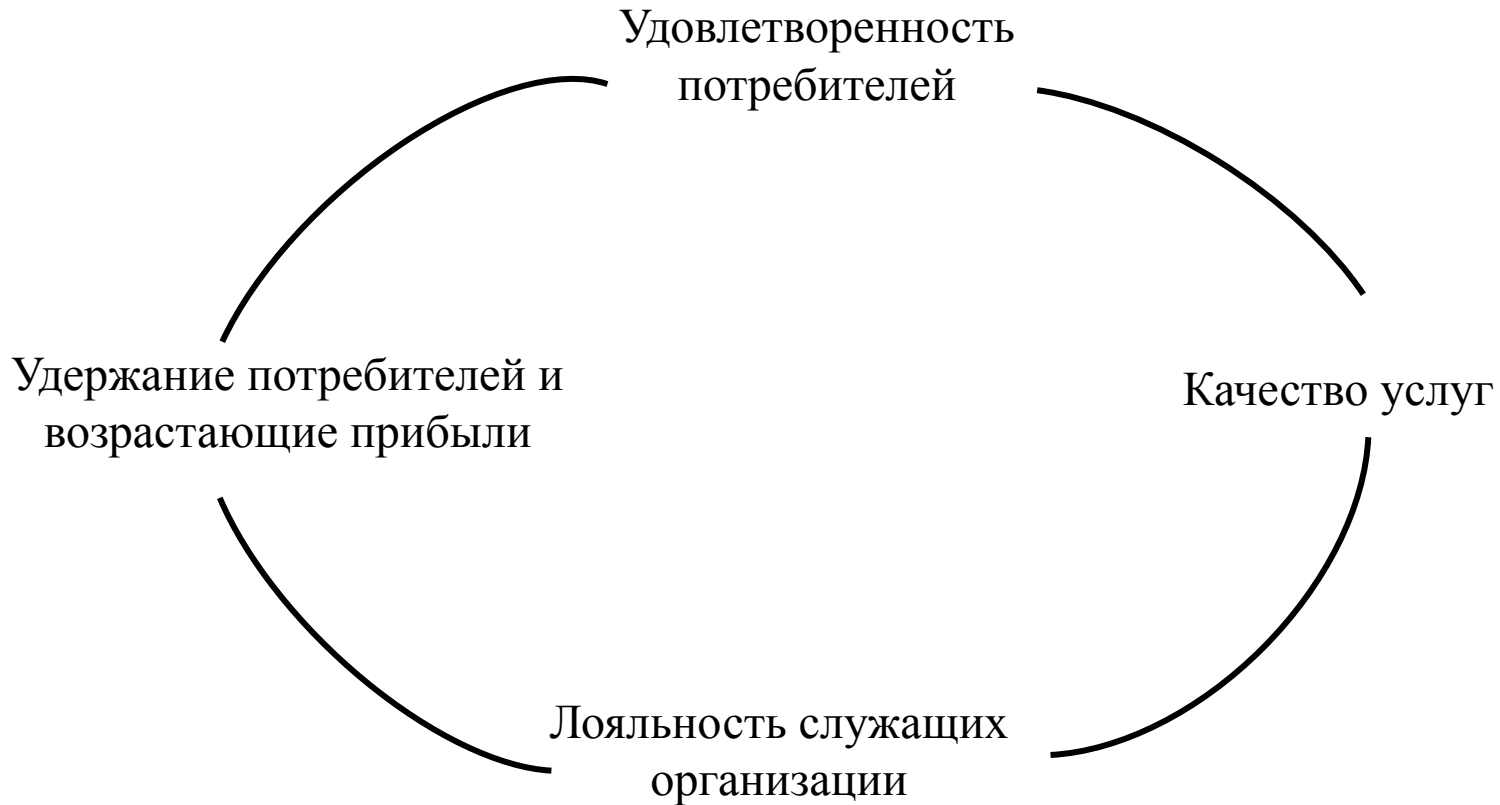 Удовлетворенность
потребителей
Удержание потребителей и
возрастающие прибыли
Качество услуг
Лояльность служащих
организации